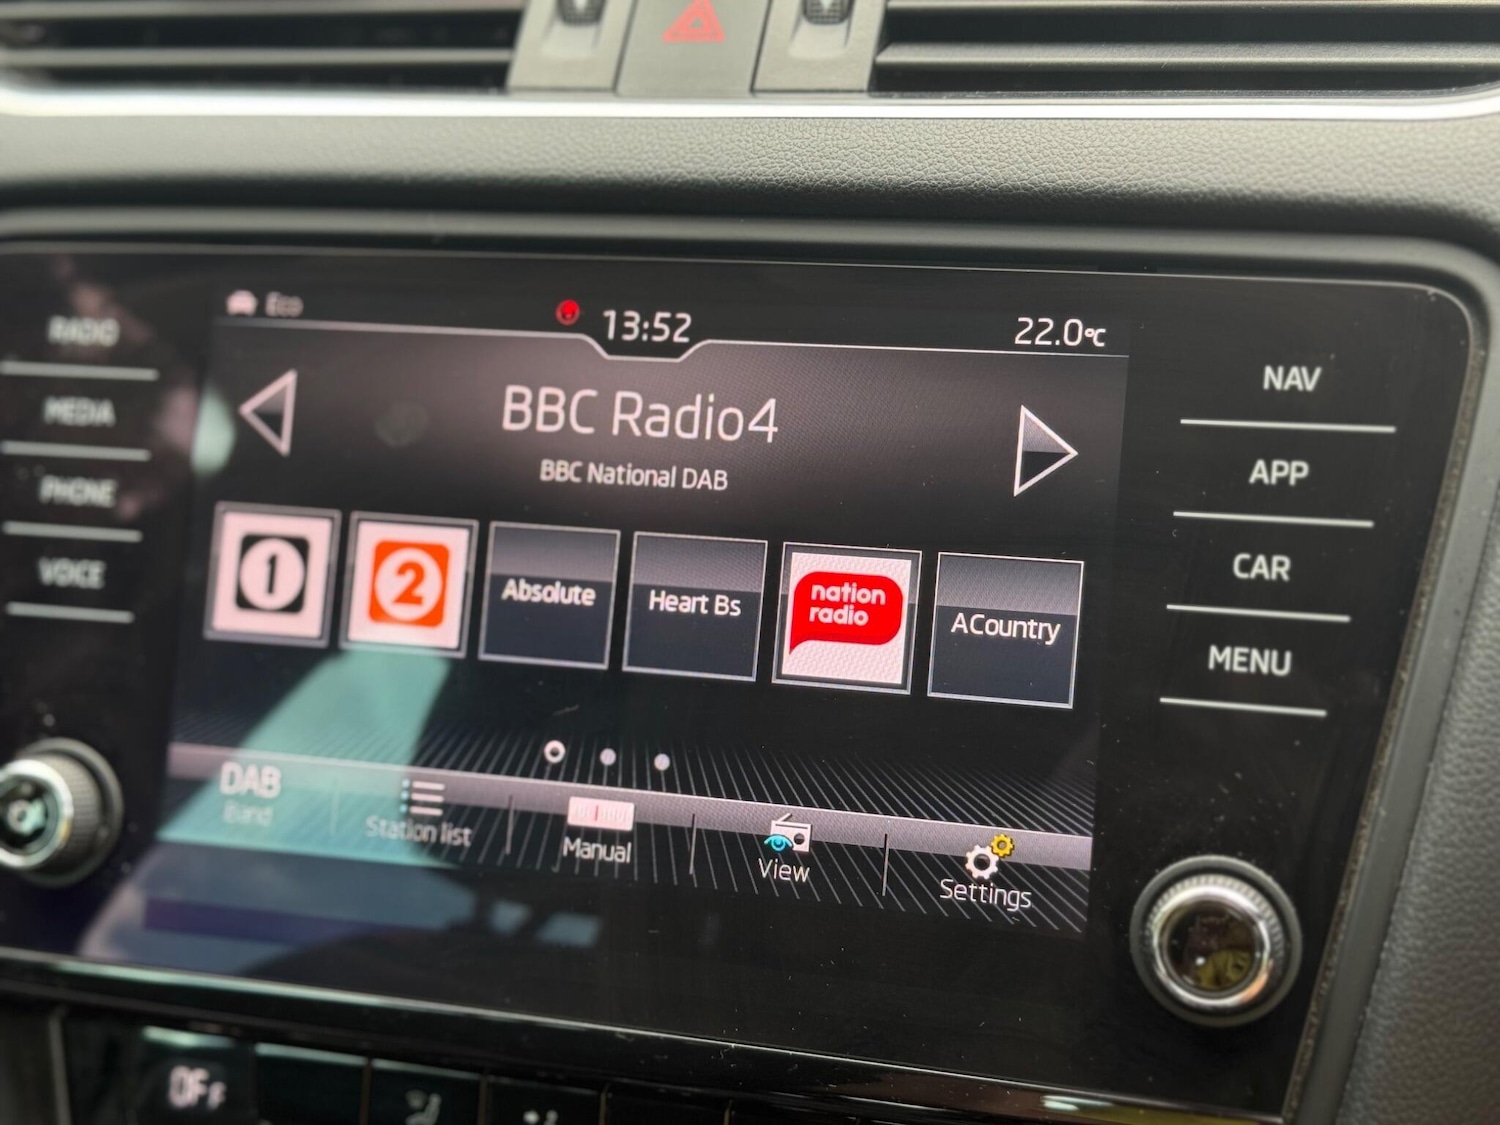 Eco
13:52
22.0°C
RADIO
MEDIA
PHONE
VOICE
BBC Radio4
BBC National DAB
1
2
Absolute
Heart Bs
nation
radio
ACountry
DAB
Band
Station list
Manual
View
Settings
NAV
APP
CAR
MENU
OFF